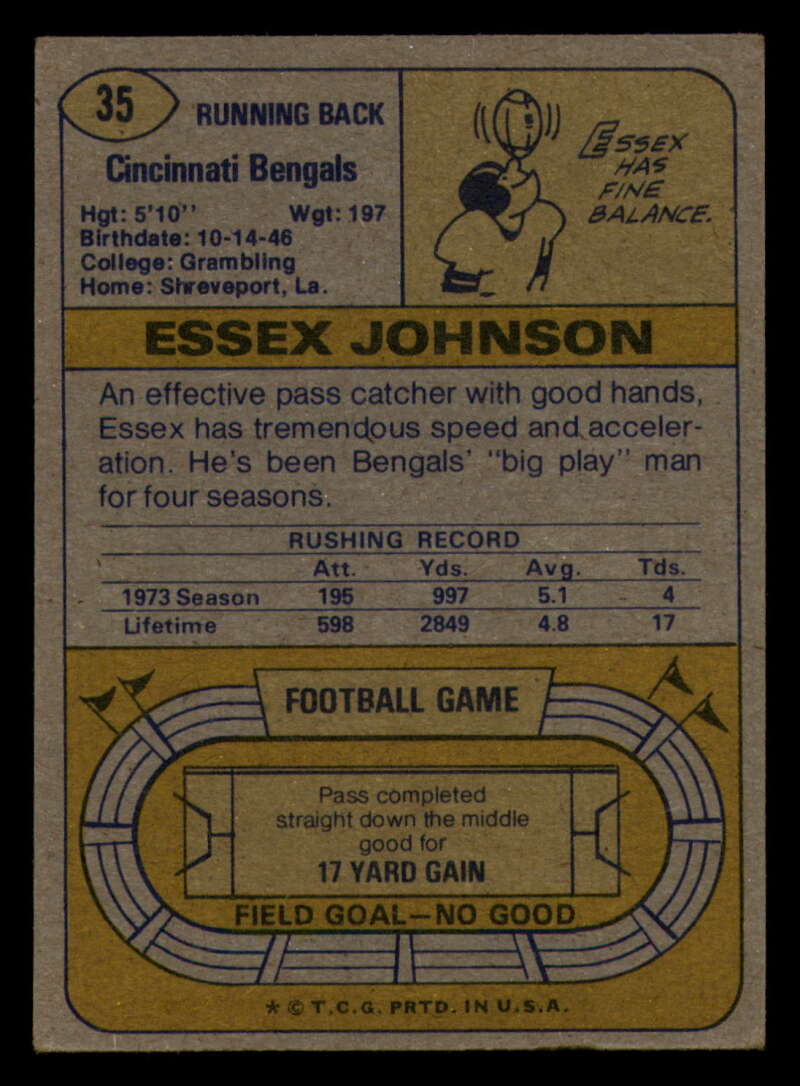 35
RUNNING BACK
Cincinnati Bengals
Hgt: 5'10'' Wgt: 197
Birthdate: 10-14-46
College: Grambling
Home: Shreveport, La.
ESSEX
HAS
FINE
BALANCE.
ESSEX JOHNSON
An effective pass catcher with good hands,
Essex has tremendous speed and acceler-
ation. He's been Bengals' "big play" man
for four seasons.
RUSHING RECORD
Att. Yds. Avg. Tds.
1973 Season 195 997 5.1 4
Lifetime 598 2849 4.8 17
FOOTBALL GAME
Pass completed
straight down the middle
good for
17 YARD GAIN
FIELD GOAL—NO GOOD
* © T.C.G. PRTD. IN U.S.A.